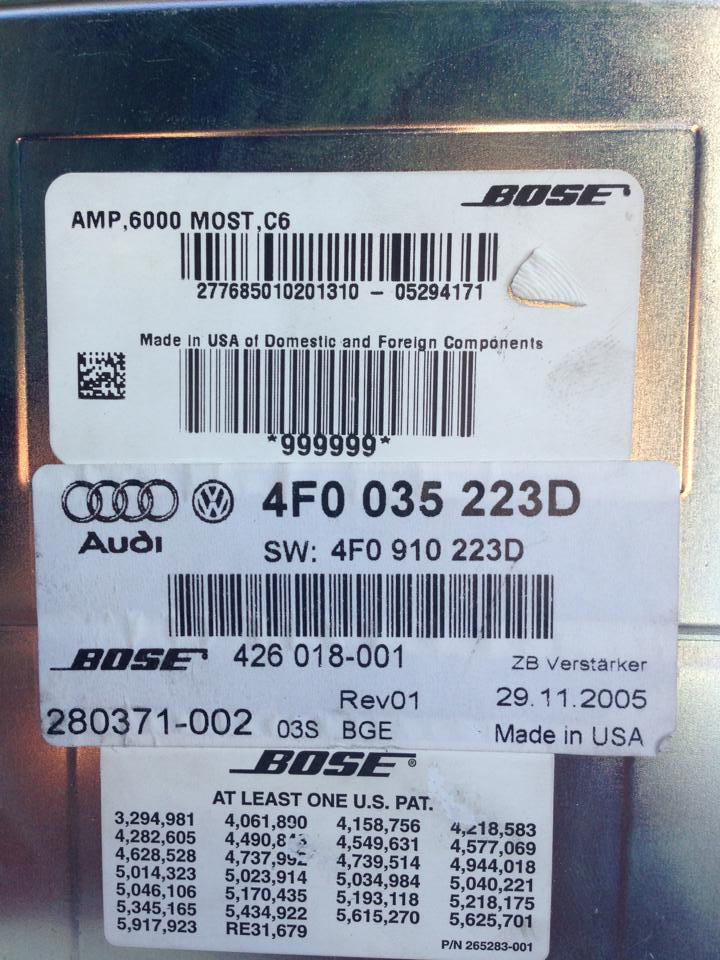 BOSE
AMP,6000 MOST,C6
277685010201310 - 05294171
Made in USA of Domestic and Foreign Components
*999999*
4F0 035 223D
Audi
SW: 4F0 910 223D
BOSE 426 018-001 ZB Verstärker
Rev01 29.11.2005
280371-002 03S BGE Made in USA
BOSE®
AT LEAST ONE U.S. PAT.
3,294,981 4,061,890 4,158,756 4,218,583
4,282,605 4,549,631 4,577,069
4,628,528 4,737,992 4,739,514 4,944,018
5,014,323 5,023,914 5,034,984 5,040,221
5,046,106 5,170,435 5,193,118 5,218,175
5,345,165 5,434,922 5,615,270 5,625,701
5,917,923 RE31,679
P/N 265283-001